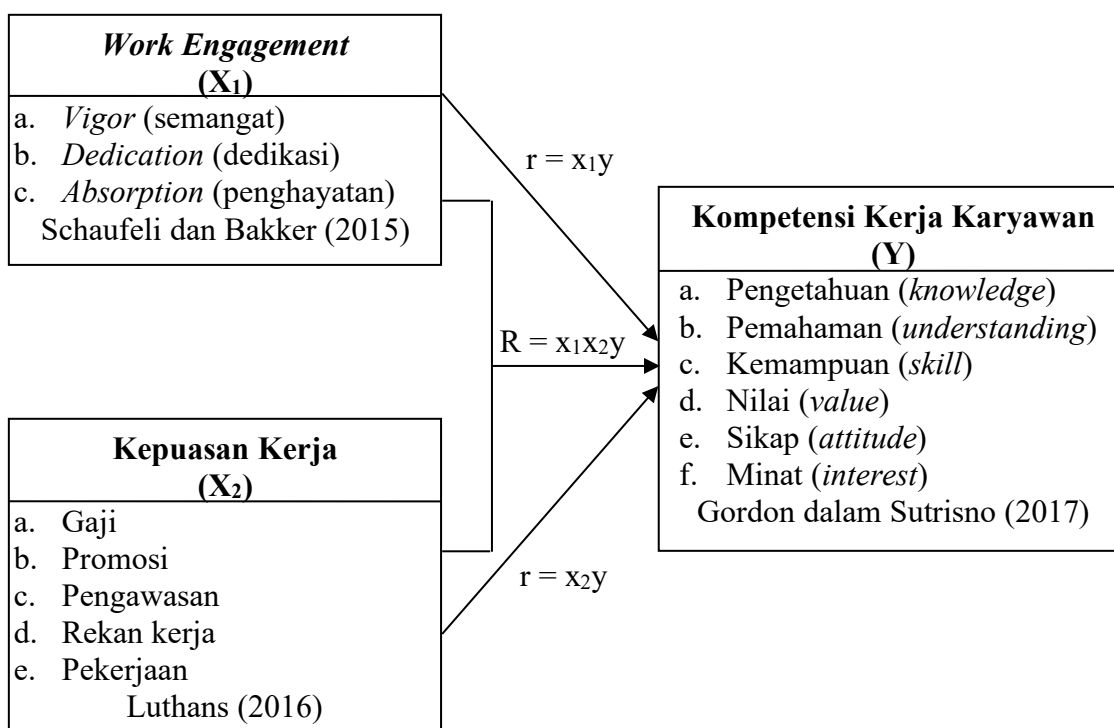 Work Engagement
(X₁)
a. Vigor (semangat)
b. Dedication (dedikasi)
c. Absorption (penghayatan)
Schaufeli dan Bakker (2015)
r = x₁y
R = x₁x₂y
Kepuasan Kerja
(X₂)
a. Gaji
b. Promosi
c. Pengawasan
d. Rekan kerja
e. Pekerjaan
Luthans (2016)
r = x₂y
Kompetensi Kerja Karyawan
(Y)
a. Pengetahuan (knowledge)
b. Pemahaman (understanding)
c. Kemampuan (skill)
d. Nilai (value)
e. Sikap (attitude)
f. Minat (interest)
Gordon dalam Sutrisno (2017)